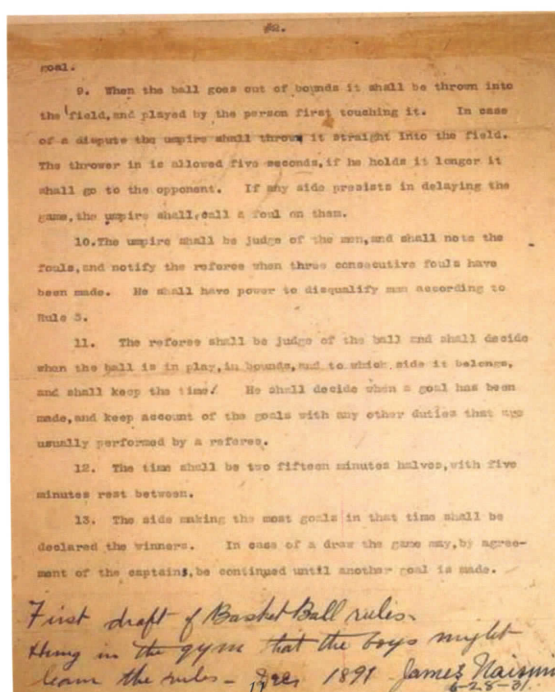 #2.
goal.
9. When the ball goes out of bounds it shall be thrown into
the field,and played by the person first touching it. In case
of a dispute the umpire shall throw it straight into the field.
The thrower in is allowed five seconds,if he holds it longer it
shall go to the opponent. If any side presists in delaying the
game,the umpire shall call a foul on them.
10.The umpire shall be judge of the men,and shall note the
fouls,and notify the referee when three consecutive fouls have
been made. He shall have power to disqualify men according to
Rule 5.
11. The referee shall be judge of the ball and shall decide
when the ball is in play,in bounds,and to which side it belongs,
and shall keep the time. He shall decide when a goal has been
made,and keep account of the goals with any other duties that are
usually performed by a referee.
12. The time shall be two fifteen minutes halves,with five
minutes rest between.
13. The side making the most goals in that time shall be
declared the winners. In case of a draw the game may,by agree-
ment of the captains,be continued until another goal is made.
First draft of Basket Ball rules.
Hung in the gym that the boys might
learn the rules - Dec 1891 James Naismith
6-28-31